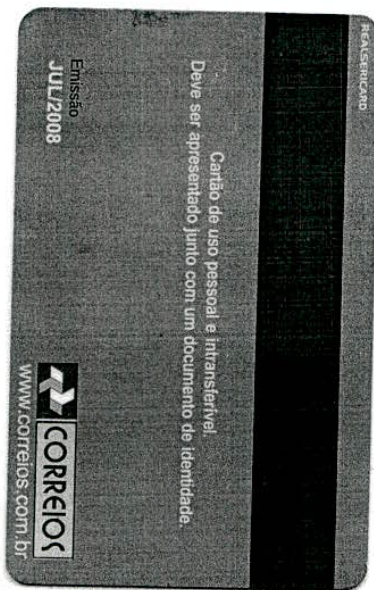 REALSERICARD
Cartão de uso pessoal e intransferível.
Deve ser apresentado junto com um documento de identidade.
Emissão
JUL/2008
CORREIOS
www.correios.com.br